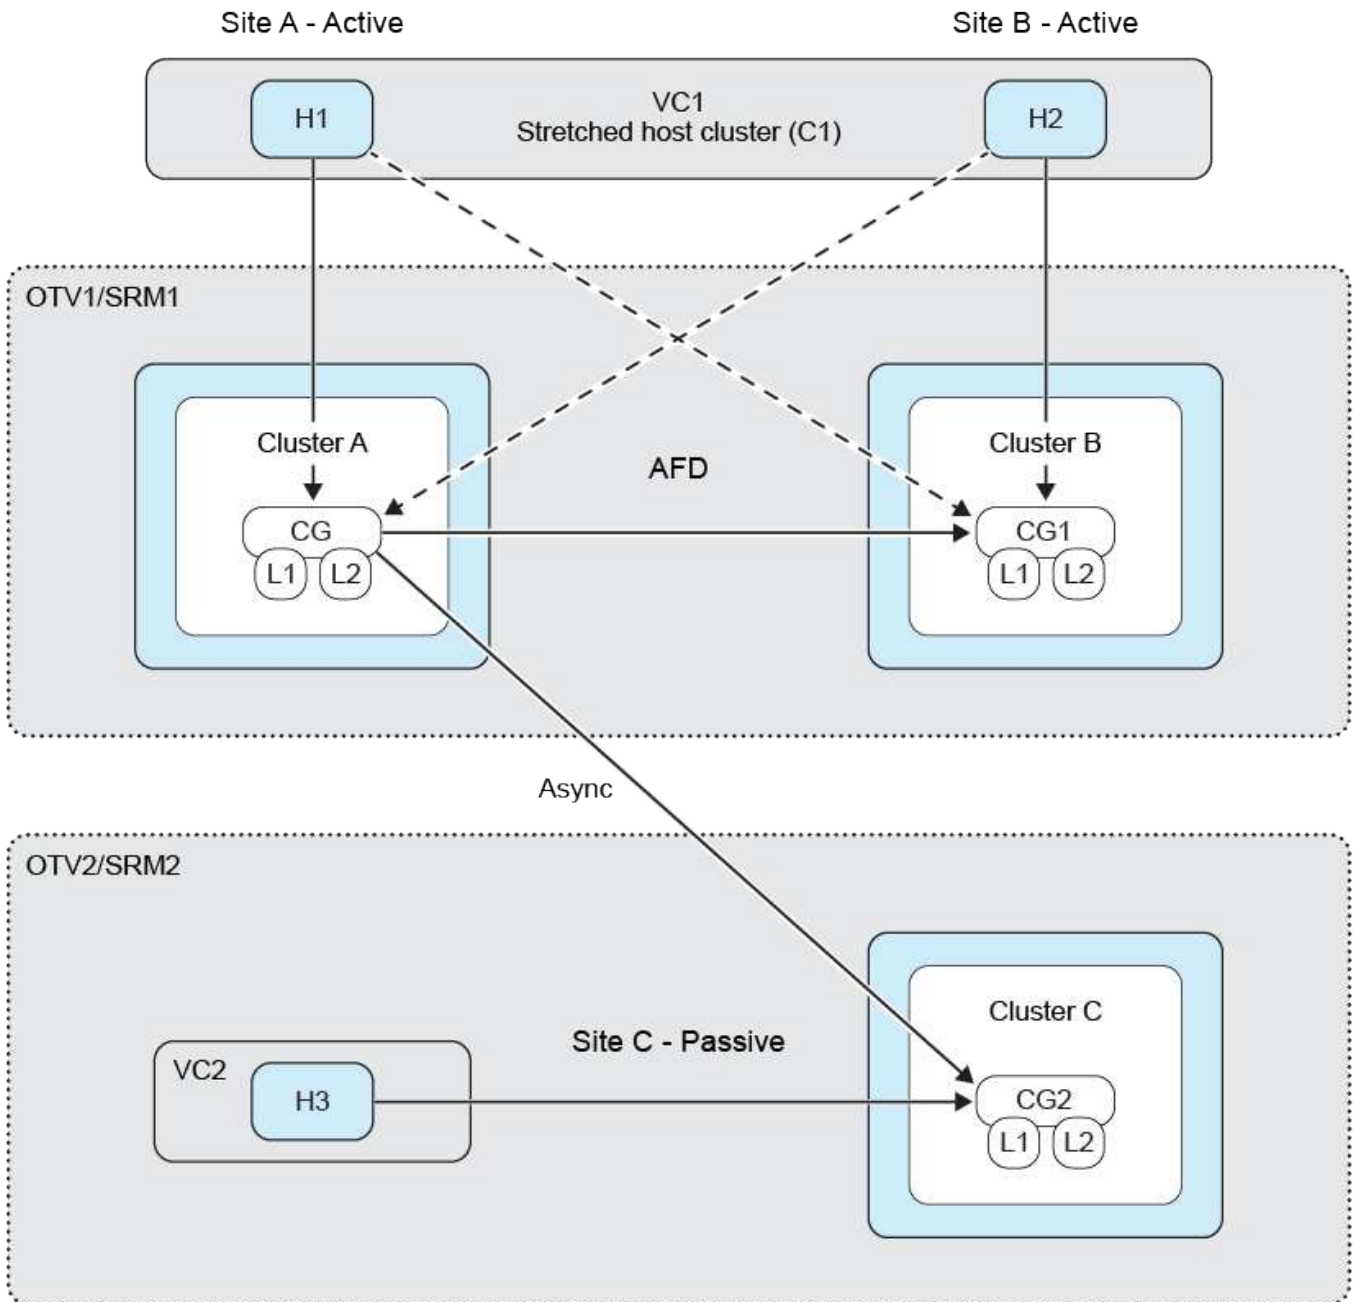 Site A - Active
Site B - Active
VC1
Stretched host cluster (C1)
H1
H2
OTV1/SRM1
Cluster A
Cluster B
AFD
CG
L1
L2
CG1
L1
L2
Async
OTV2/SRM2
Cluster C
Site C - Passive
VC2
H3
CG2
L1
L2